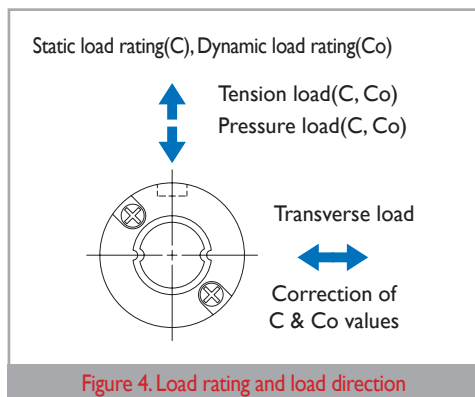 Static load rating(C), Dynamic load rating(Co)
Tension load(C, Co)
Pressure load(C, Co)
Transverse load
Correction of
C & Co values
Figure 4. Load rating and load direction